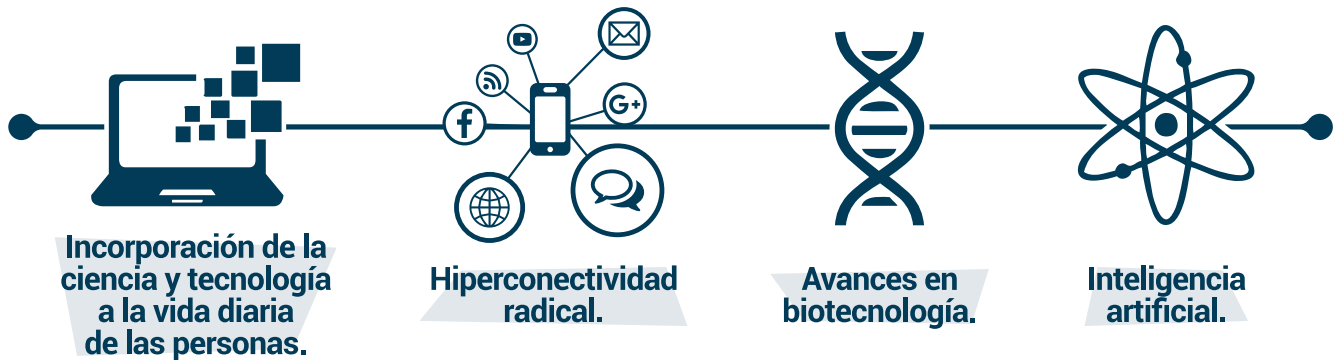 Incorporación de la
ciencia y tecnología
a la vida diaria
de las personas.
f
G+
Hiperconectividad
radical.
Avances en
biotecnología.
Inteligencia
artificial.